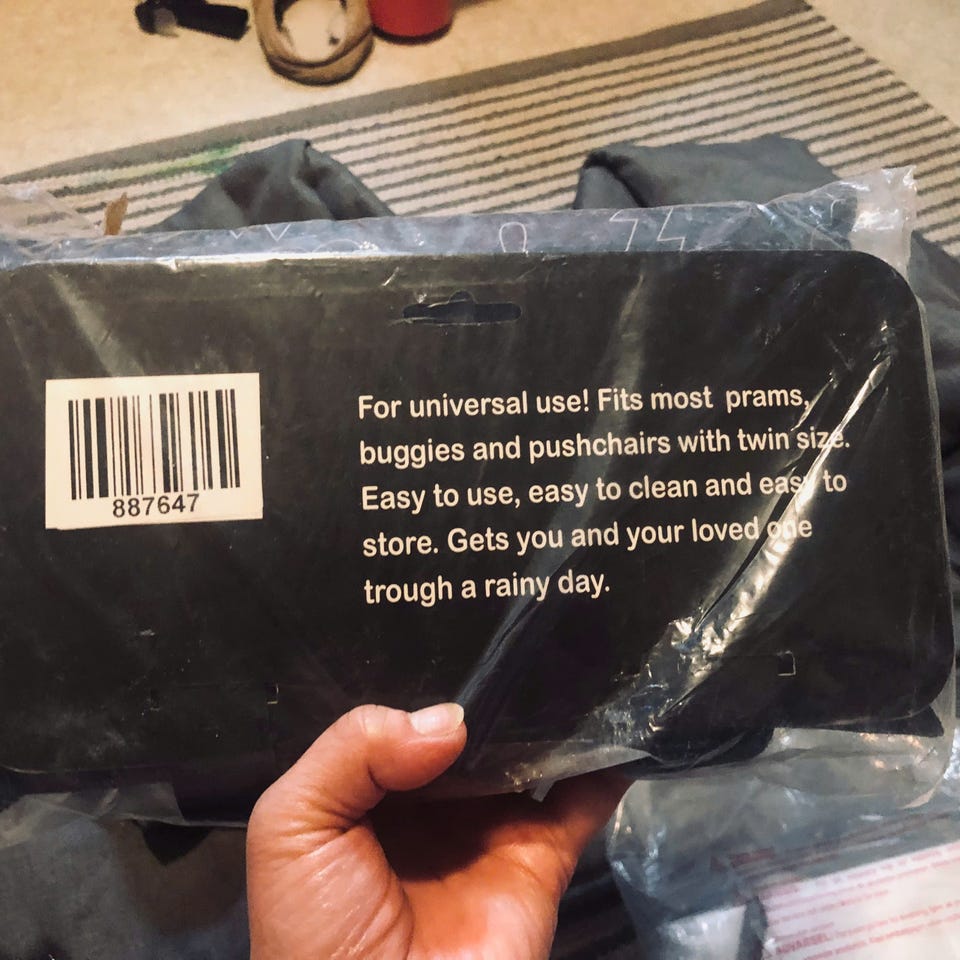 For universal use! Fits most prams,
buggies and pushchairs with twin size.
Easy to use, easy to clean and easy to
store. Gets you and your loved one
trough a rainy day.
887647